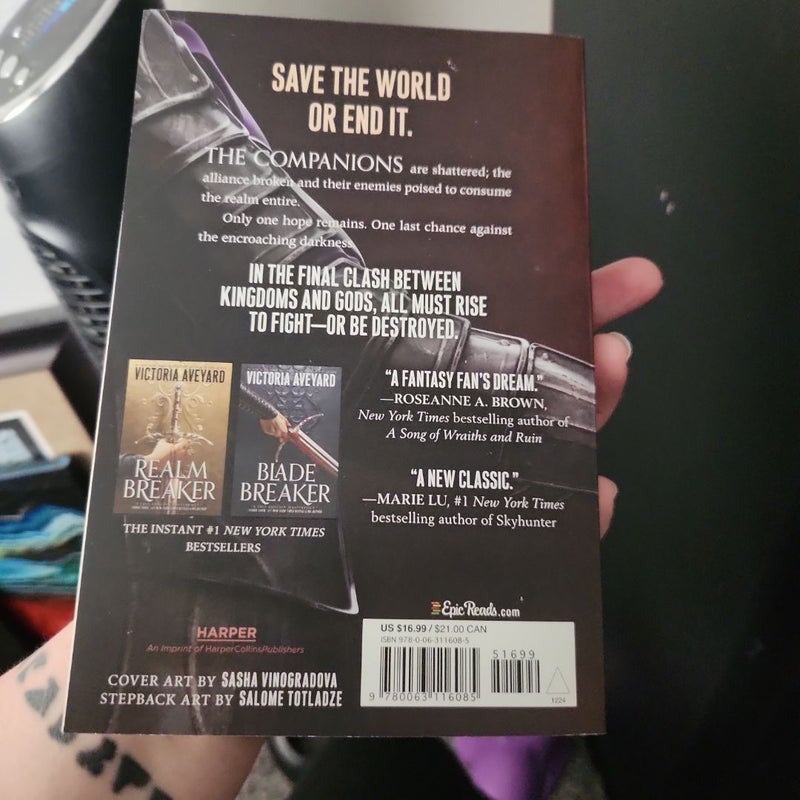 SAVE THE WORLD
OR END IT.
THE COMPANIONS are shattered; the
alliance broken and their enemies poised to consume
the realm entire.
Only one hope remains. One last chance against
the encroaching darkness.
IN THE FINAL CLASH BETWEEN
KINGDOMS AND GODS, ALL MUST RISE
TO FIGHT—OR BE DESTROYED.
VICTORIA AVEYARD
REALM
BREAKER
VICTORIA AVEYARD
BLADE
BREAKER
THE INSTANT #1 NEW YORK TIMES
BESTSELLERS
"A FANTASY FAN'S DREAM."
—ROSEANNE A. BROWN,
New York Times bestselling author of
A Song of Wraiths and Ruin
"A NEW CLASSIC."
—MARIE LU, #1 New York Times
bestselling author of Skyhunter
EpicReads.com
HARPER
An Imprint of HarperCollinsPublishers
COVER ART BY SASHA VINOGRADOVA
STEPBACK ART BY SALOME TOTLADZE
US $16.99 / $21.00 CAN
ISBN 978-0-06-311608-5
51699
9 780063 116085
1224